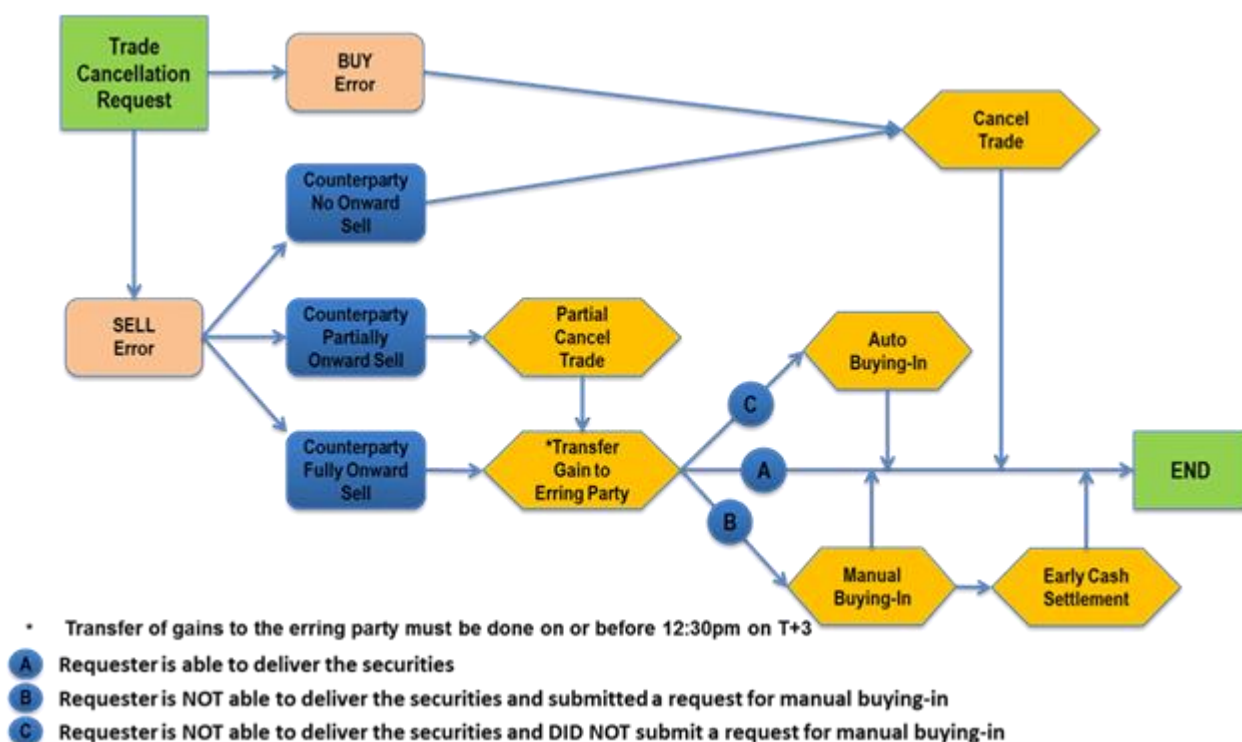 Trade
Cancellation
Request
BUY
Error
Cancel
Trade
Counterparty
No Onward
Sell
SELL
Error
Counterparty
Partially
Onward Sell
Partial
Cancel
Trade
Auto
Buying-In
C
Counterparty
Fully Onward
Sell
*Transfer
Gain to
Erring Party
A
END
B
Manual
Buying-In
Early Cash
Settlement
* Transfer of gains to the erring party must be done on or before 12:30pm on T+3
A Requester is able to deliver the securities
B Requester is NOT able to deliver the securities and submitted a request for manual buying-in
C Requester is NOT able to deliver the securities and DID NOT submit a request for manual buying-in